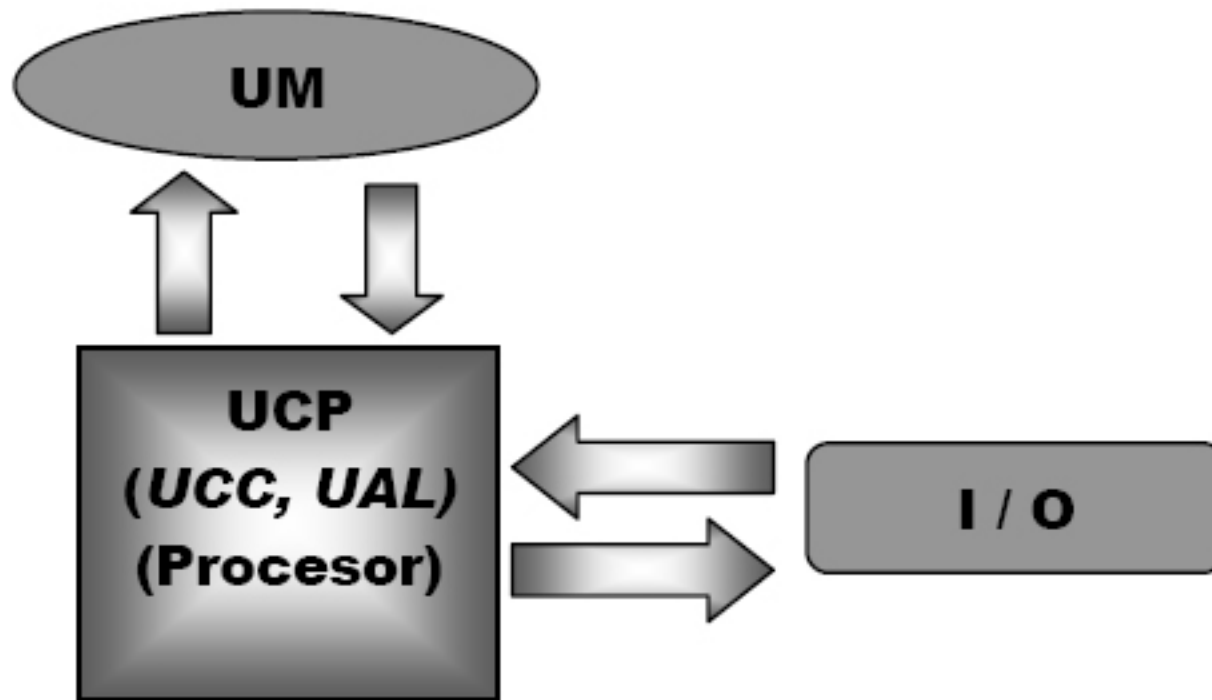 UM
UCP
(UCC, UAL)
(Procesor)
I / O